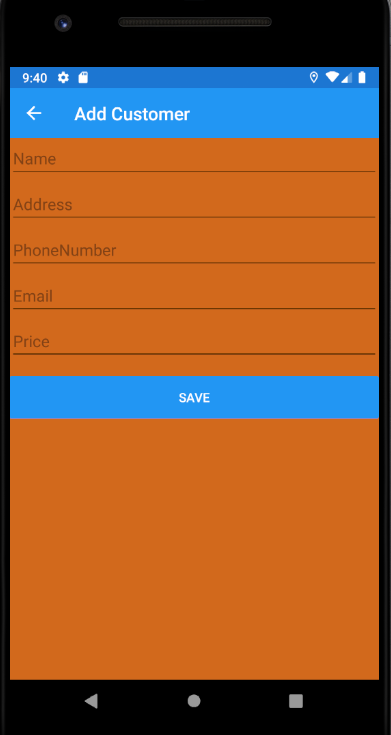 9:40
Add Customer
Name
Address
PhoneNumber
Email
Price
SAVE